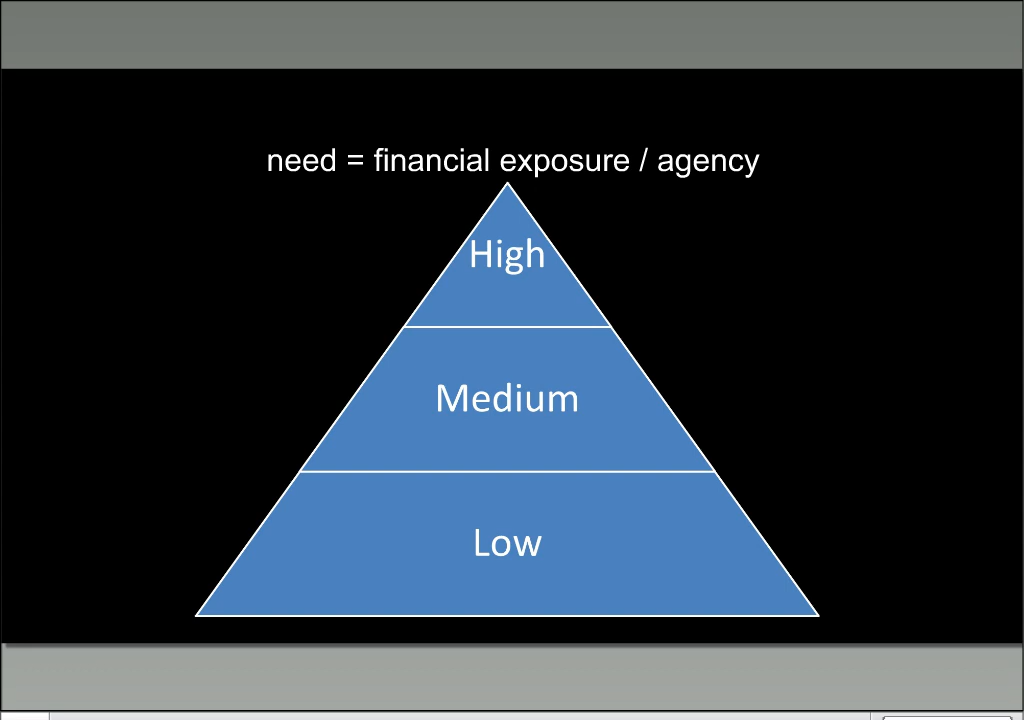 need = financial exposure / agency
High
Medium
Low